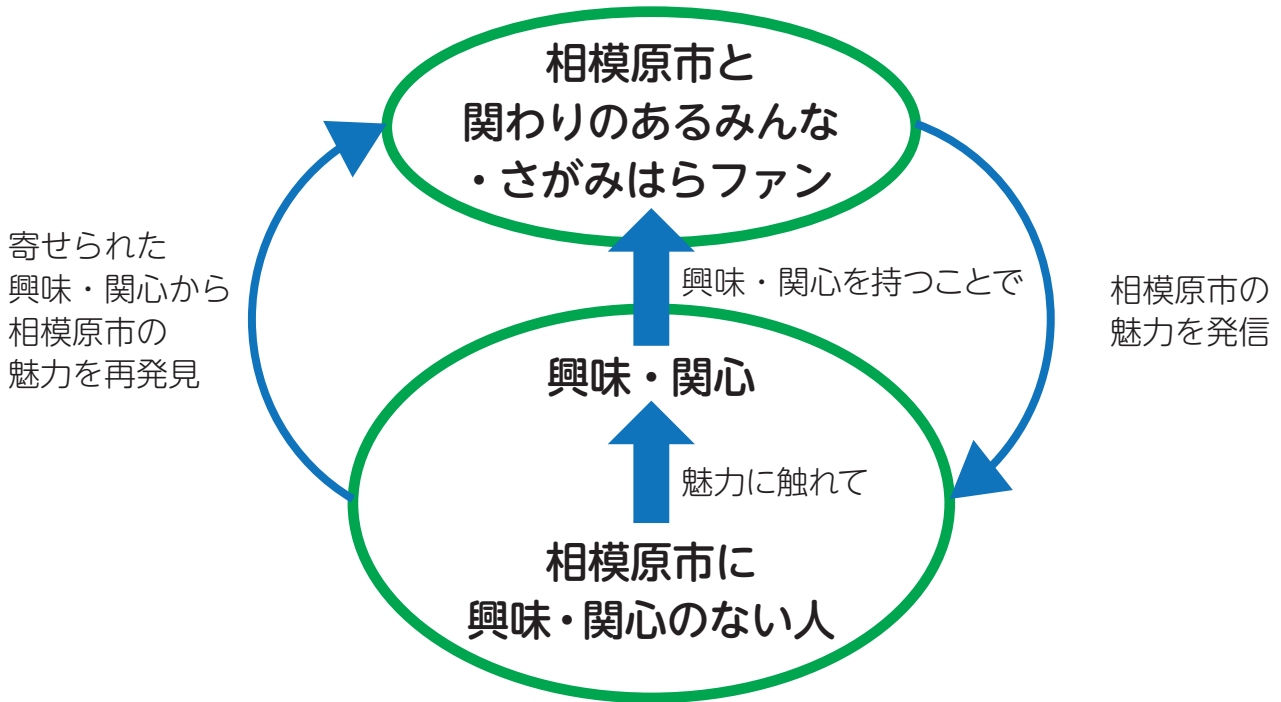 相模原市と
関わりのあるみんな
・さがみはらファン
寄せられた
興味・関心から
相模原市の
魅力を再発見
興味・関心を持つことで
相模原市の
魅力を発信
興味・関心
魅力に触れて
相模原市に
興味・関心のない人